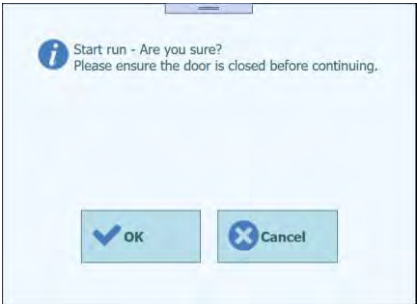 Start run - Are you sure?
Please ensure the door is closed before continuing.
OK
Cancel